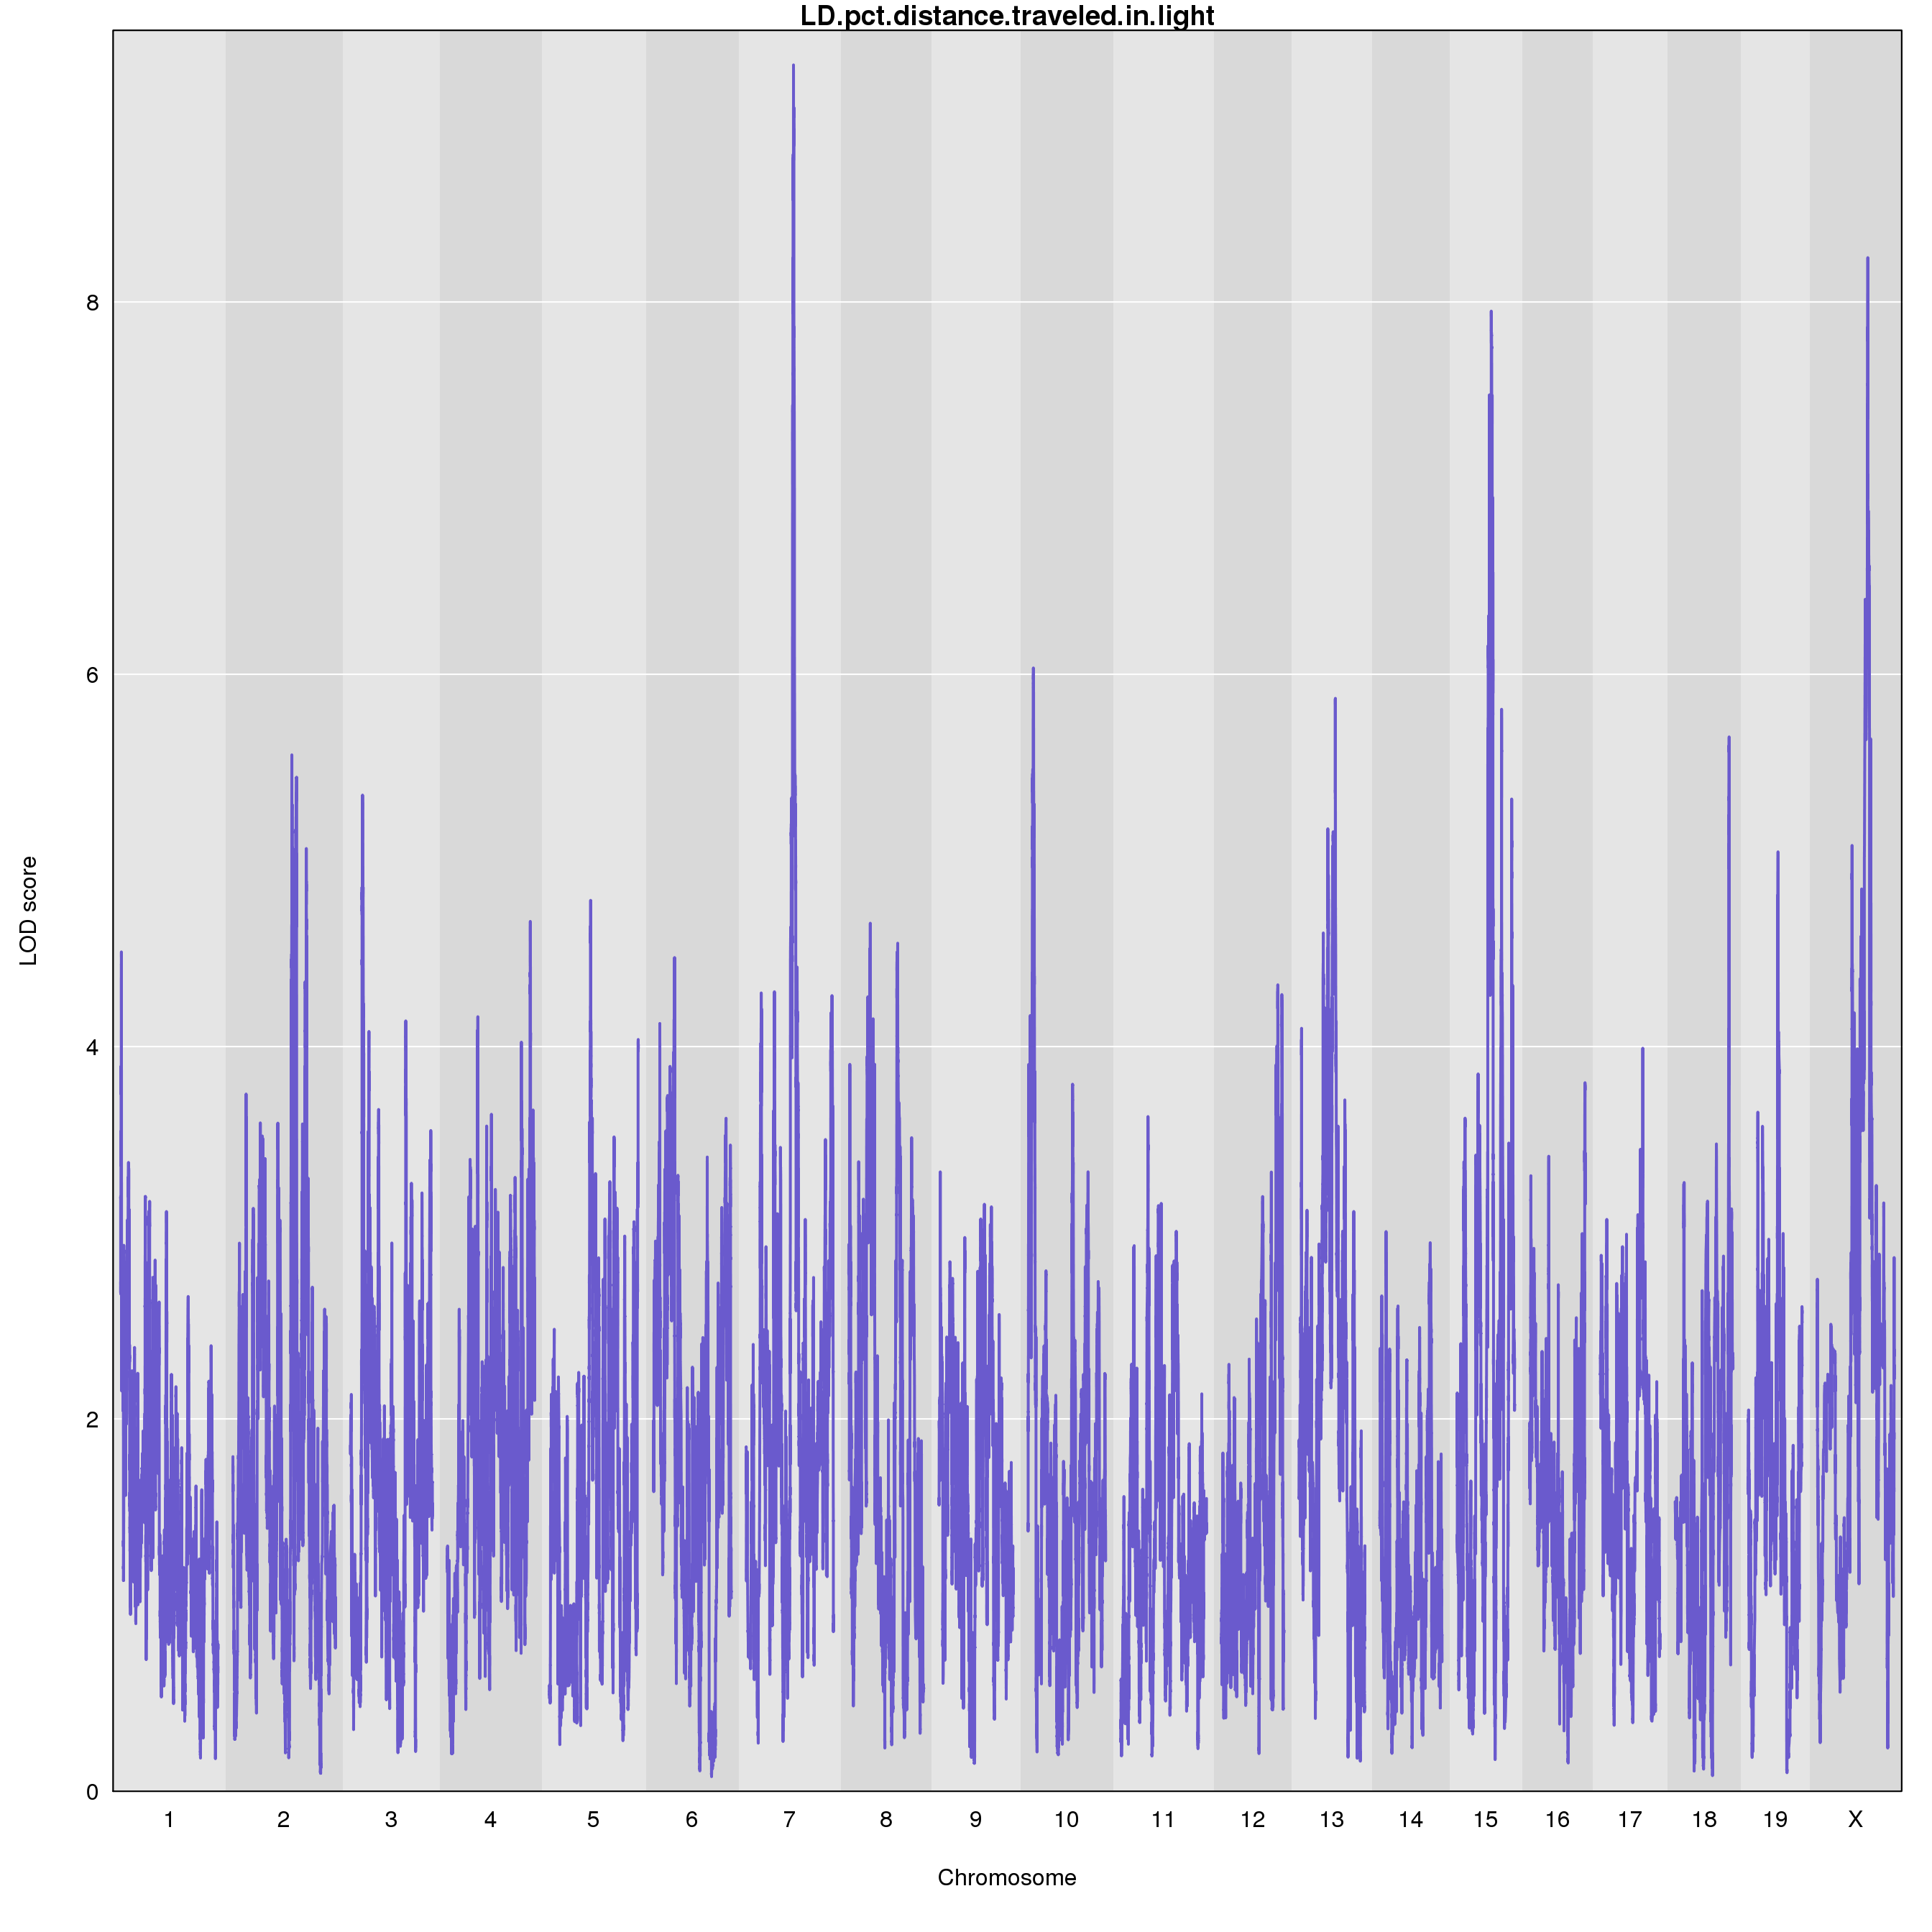 LD.pct.distance.traveled.in.light
8
6
4
2
0
LOD score
1 2 3 4 5 6 7 8 9 10 11 12 13 14 15 16 17 18 19 X
Chromosome